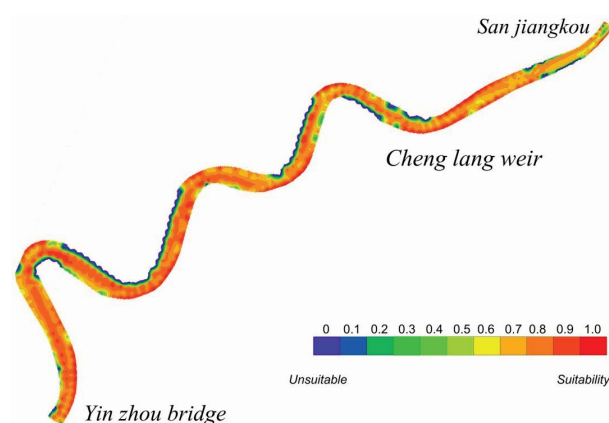 San jiangkou
Cheng lang weir
0 0.1 0.2 0.3 0.4 0.5 0.6 0.7 0.8 0.9 1.0
Unsuitable Suitability
Yin zhou bridge